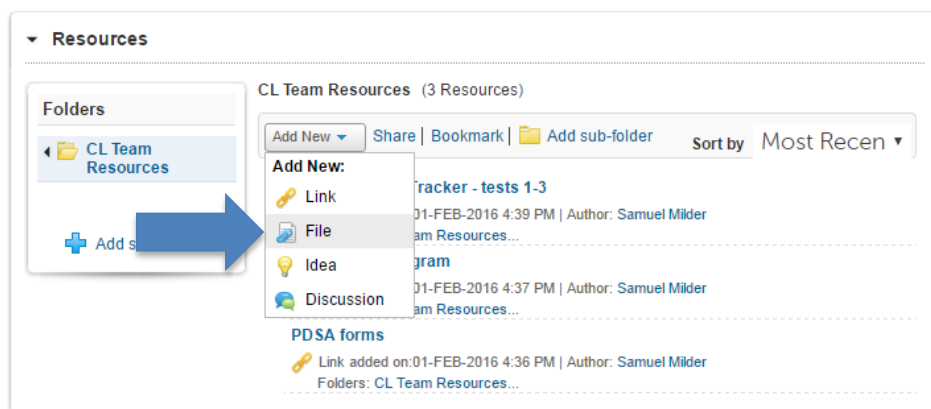 Resources
Folders
CL Team
Resources
Add s
CL Team Resources (3 Resources)
Add New Share | Bookmark | Add sub-folder Sort by Most Recen
Add New:
Link
File
Idea
Discussion
Tracker - tests 1-3
01-FEB-2016 4:39 PM | Author: Samuel Milder
am Resources...
gram
01-FEB-2016 4:37 PM | Author: Samuel Milder
am Resources...
PDSA forms
Link added on:01-FEB-2016 4:36 PM | Author: Samuel Milder
Folders: CL Team Resources...